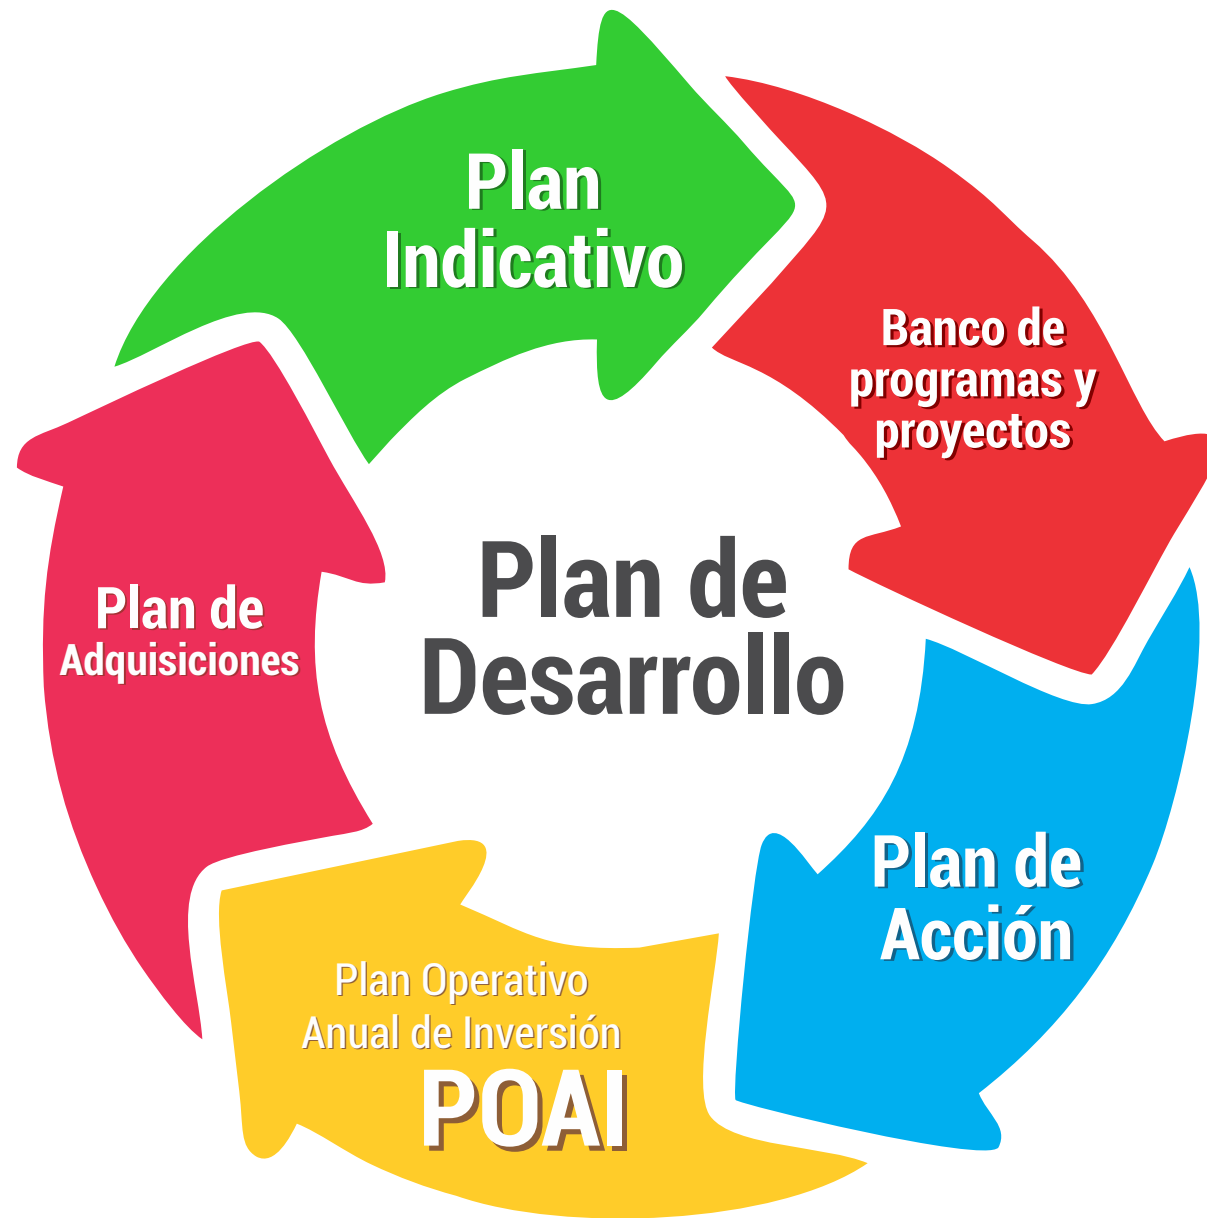 Plan
Indicativo
Banco de
programas y
proyectos
Plan de
Desarrollo
Plan de
Adquisiciones
Plan de
Acción
Plan Operativo
Anual de Inversión
POAI